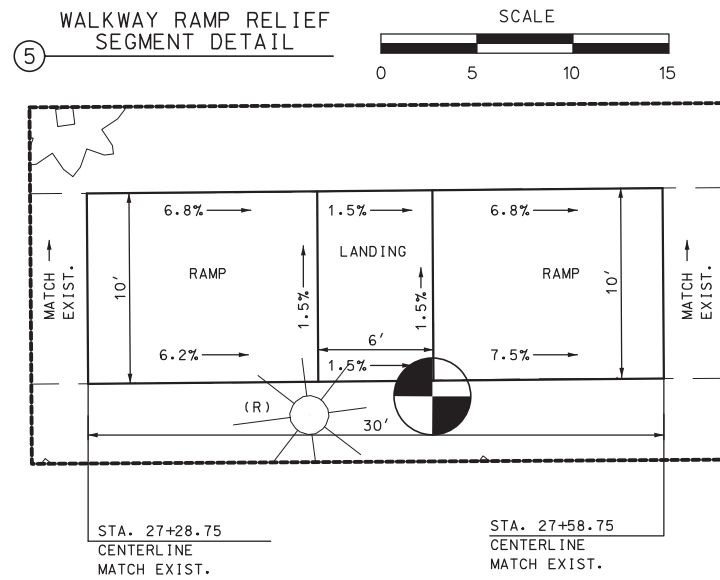 WALKWAY RAMP RELIEF
SEGMENT DETAIL
5
SCALE
0 5 10 15
6.8% 1.5% 6.8%
LANDING
RAMP RAMP
MATCH
EXIST.
10'
1.5%
1.5%
10'
MATCH
EXIST.
6'
6.2% 1.5% 7.5%
(R)
30'
STA. 27+28.75
CENTERLINE
MATCH EXIST.
STA. 27+58.75
CENTERLINE
MATCH EXIST.